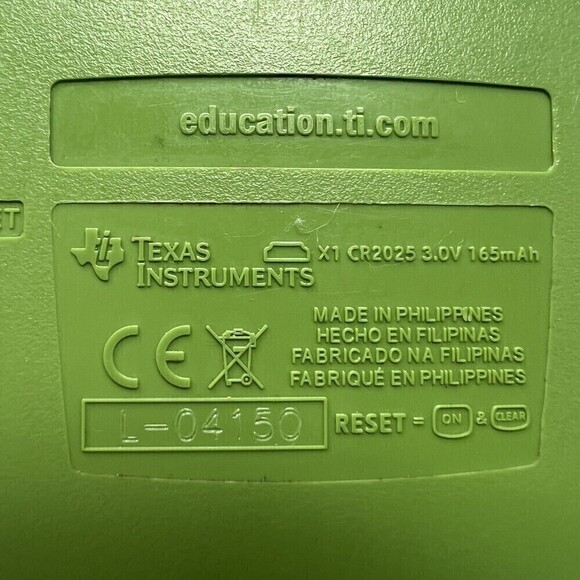 education.ti.com
ET
TEXAS INSTRUMENTS
X1 CR2025 3.0V 165mAh
MADE IN PHILIPPINES
HECHO EN FILIPINAS
FABRICADO NA FILIPINAS
FABRIQUÉ EN PHILIPPINES
CE
L-04150
RESET = ON & CLEAR